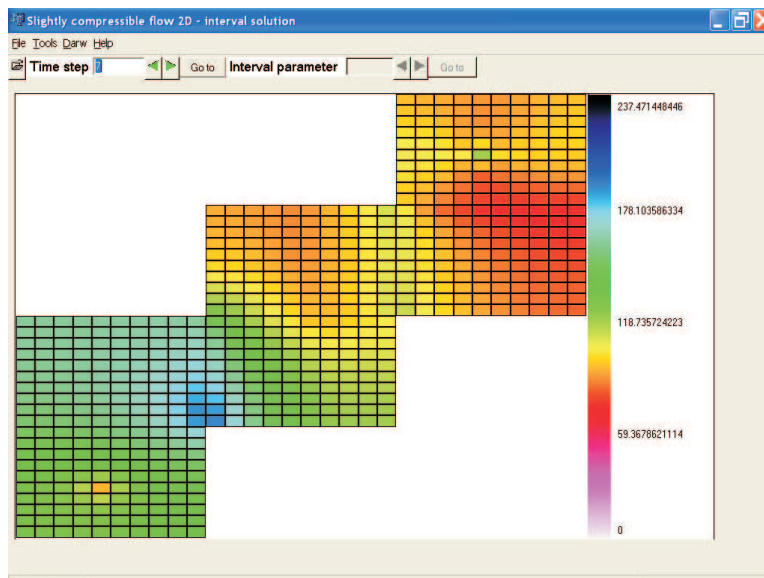 Slightly compressible flow 2D - interval solution
File Tools Darw Help
Time step 7 Go to Interval parameter Go to
237.471448446
178.103586334
118.735724223
59.3678621114
0